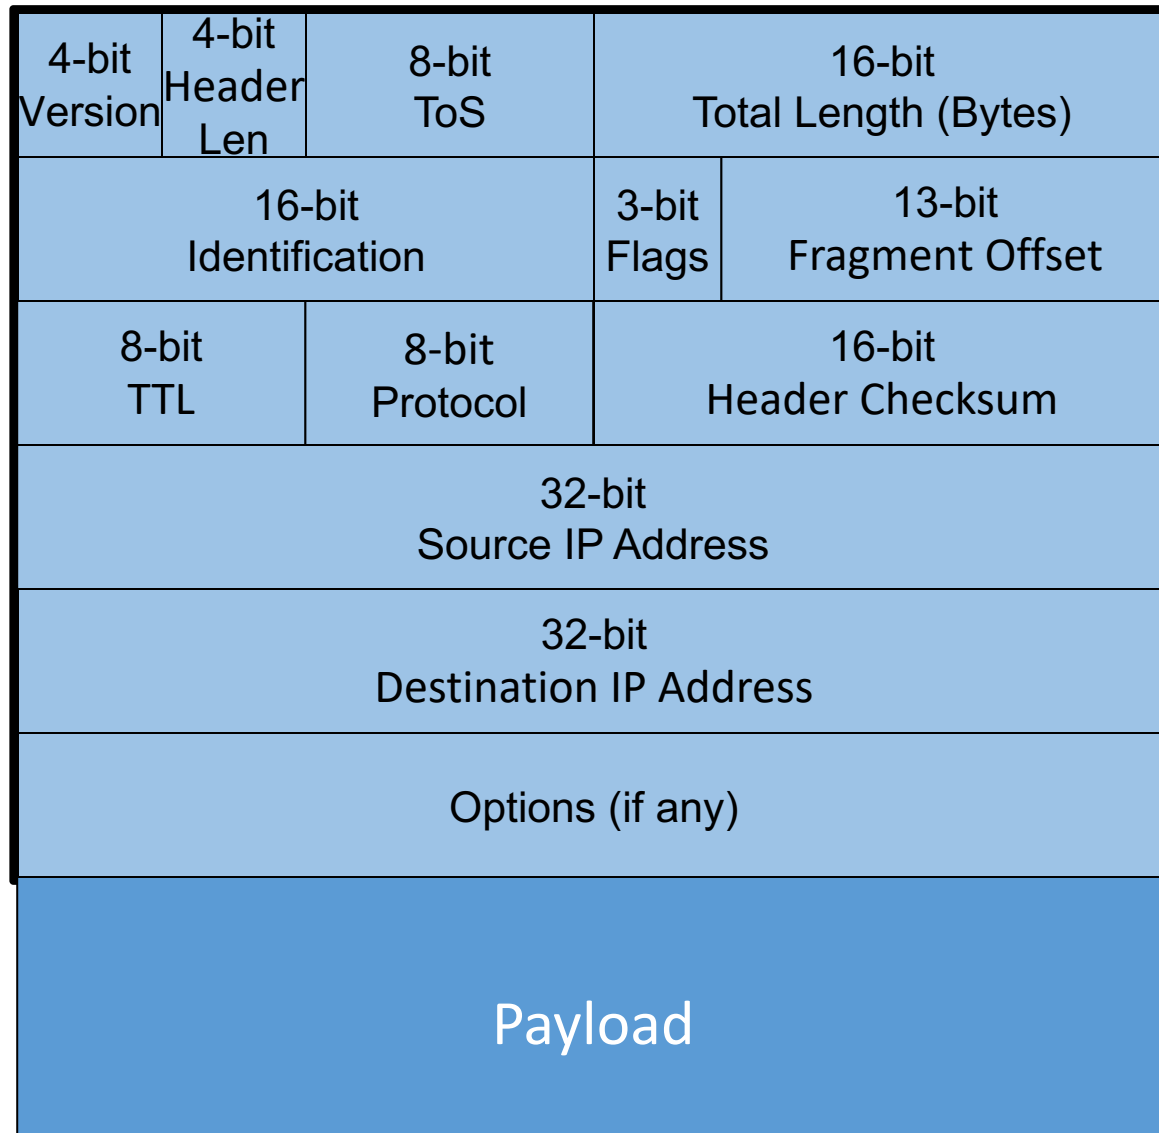 4-bit
Version
4-bit
Header
Len
8-bit
ToS
16-bit
Total Length (Bytes)
16-bit
Identification
3-bit
Flags
13-bit
Fragment Offset
8-bit
TTL
8-bit
Protocol
16-bit
Header Checksum
32-bit
Source IP Address
32-bit
Destination IP Address
Options (if any)
Payload